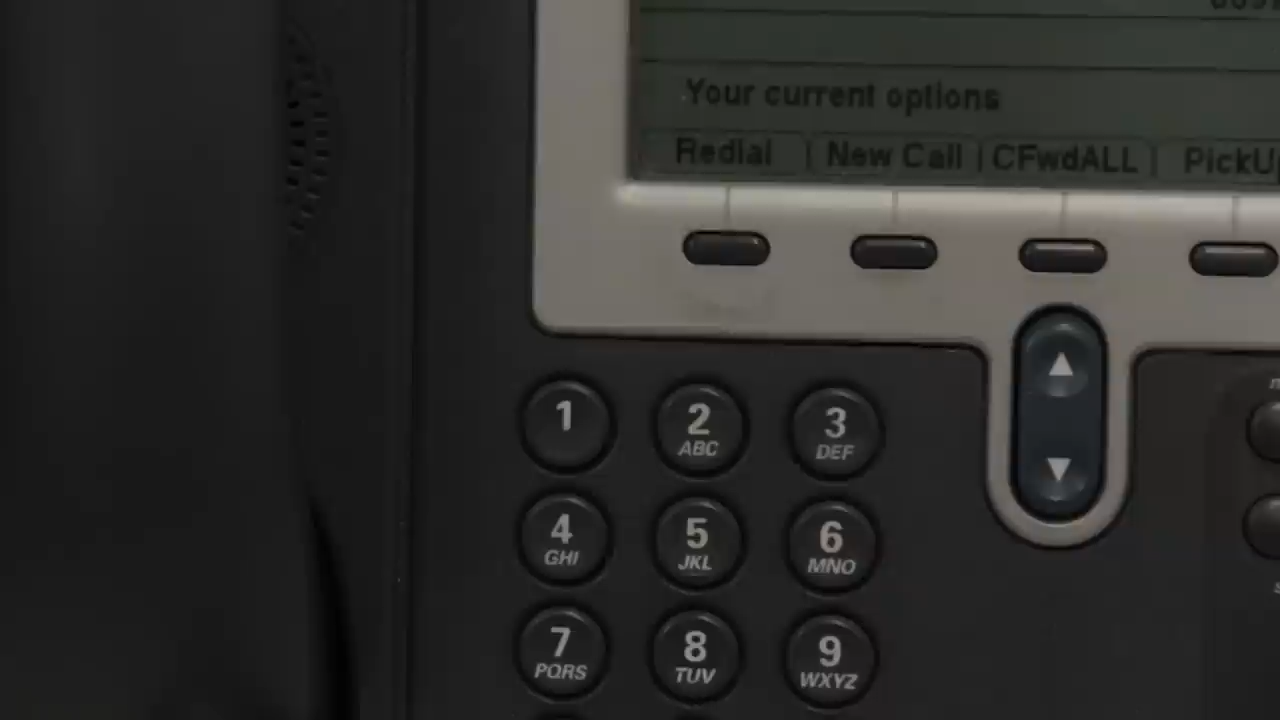 Your current options
Redial | New Call | CFwdALL |
1 2 3
ABC DEF
4 5 6
GHI JKL MNO
7 8 9
PQRS TUV WXYZ